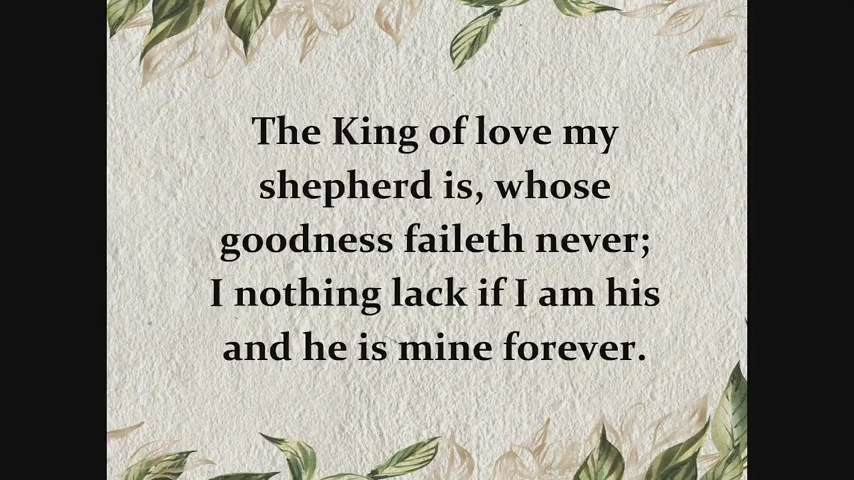 The King of love my
shepherd is, whose
goodness faileth never;
I nothing lack if I am his
and he is mine forever.